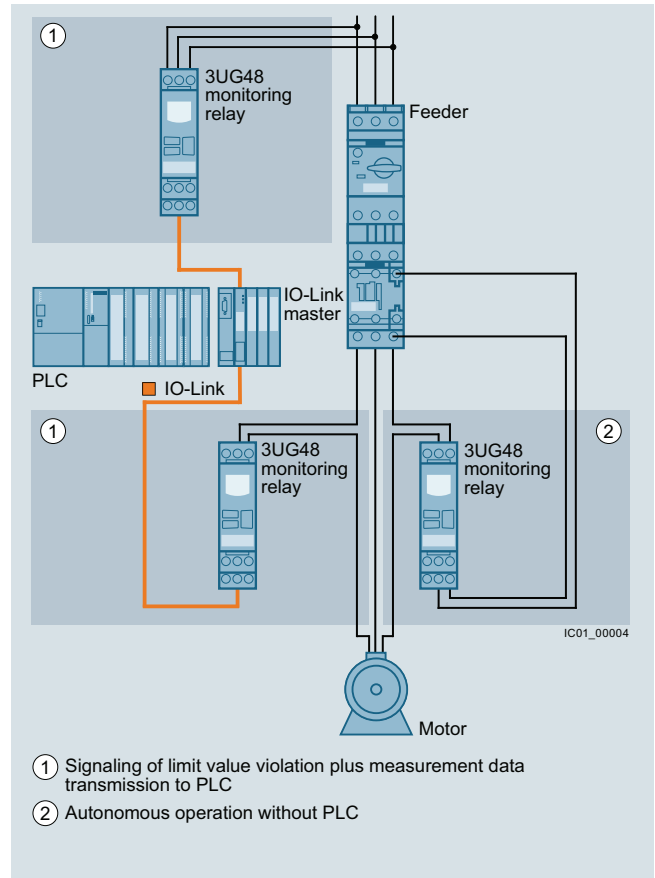 1
3UG48
monitoring
relay
Feeder
IO-Link
master
PLC
IO-Link
1
3UG48
monitoring
relay
2
3UG48
monitoring
relay
IC01_00004
Motor
1 Signaling of limit value violation plus measurement data
transmission to PLC
2 Autonomous operation without PLC